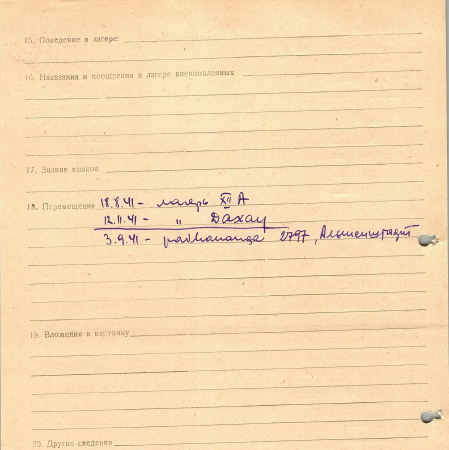 15. Поведение в лагере:
16. Наказания и поощрения в лагере военнопленных
17. Знание языков
18. Перемещения 18.8.41 - лагерь XII А
12.11.41 - " Дахау
3.9.41 - рабкоманда 2797,
19. Вложения в карточку
20. Другие сведения